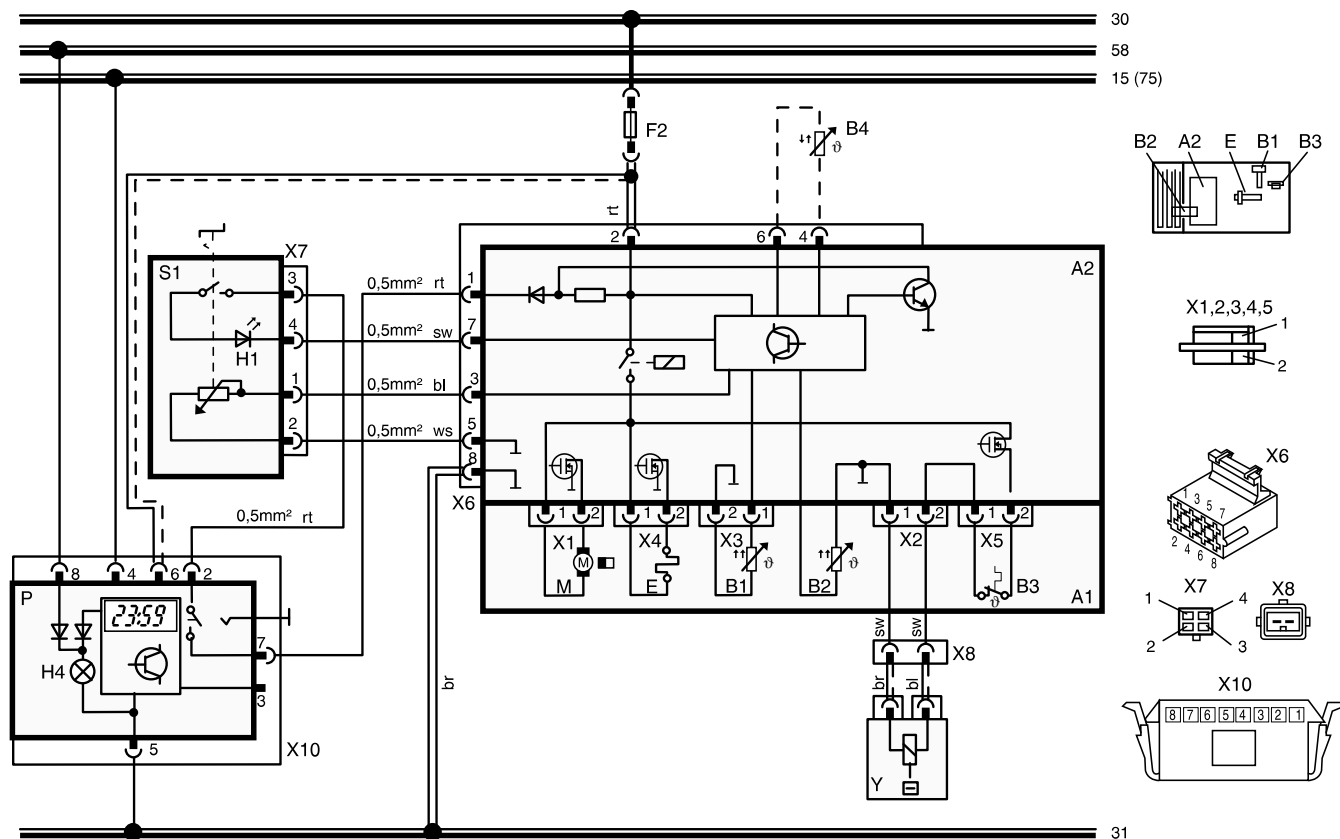 30
58
15 (75)
F2
B4
ϑ
B2 A2 E B1 B3
rt
2 6 4
A2
S1
X7
3
0,5mm² rt
1
4
0,5mm² sw
7
H1
1
0,5mm² bl
3
2
0,5mm² ws
5
8
X6
X1,2,3,4,5
1
2
X6
1 3 5 7
2 4 6 8
0,5mm² rt
1 2 1 2 2 1 1 2 1 2
X1 X4 X3 X2 X5
M
ϑ
ϑ
M E B1 B2 B3
ϑ
A1
8 4 6 2
P
23:59
7
H4
3
5
X10
br
sw sw
X8
br bl
Y
X7 X8
1 4
2 3
X10
8 7 6 5 4 3 2 1
31